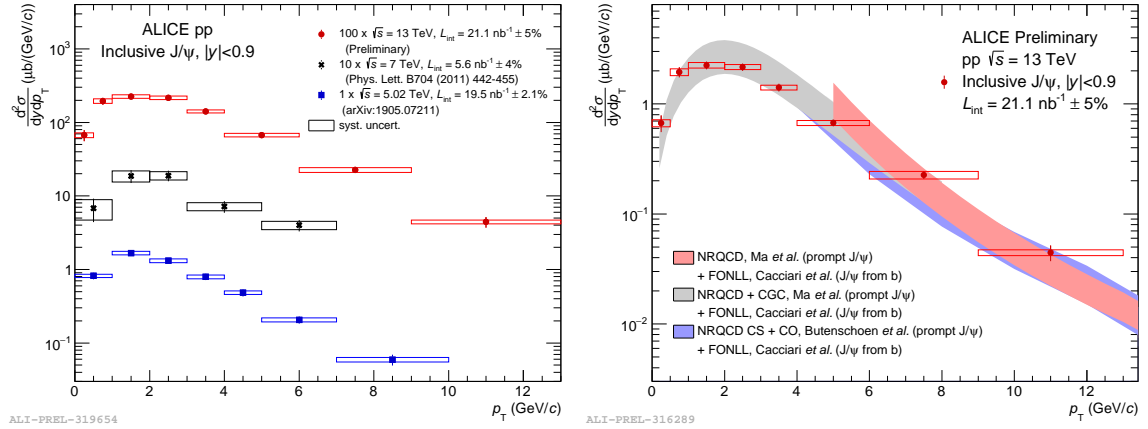 ALICE pp
Inclusive J/ψ, |y|<0.9
100 x √s = 13 TeV, L_int = 21.1 nb⁻¹ ± 5%
(Preliminary)
10 x √s = 7 TeV, L_int = 5.6 nb⁻¹ ± 4%
(Phys. Lett. B704 (2011) 442-455)
1 x √s = 5.02 TeV, L_int = 19.5 nb⁻¹ ± 2.1%
(arXiv:1905.07211)
syst. uncert.
d²σ/dydp_T (μb/(GeV/c))
10³
10²
10
1
10⁻¹
0 2 4 6 8 10 12
p_T (GeV/c)
ALI-PREL-319654
ALICE Preliminary
pp √s = 13 TeV
Inclusive J/ψ, |y|<0.9
L_int = 21.1 nb⁻¹ ± 5%
d²σ/dydp_T (μb/(GeV/c))
10
1
10⁻¹
10⁻²
NRQCD, Ma et al. (prompt J/ψ)
+ FONLL, Cacciari et al. (J/ψ from b)
NRQCD + CGC, Ma et al. (prompt J/ψ)
+ FONLL, Cacciari et al. (J/ψ from b)
NRQCD CS + CO, Butenschoen et al. (prompt J/ψ)
+ FONLL, Cacciari et al. (J/ψ from b)
0 2 4 6 8 10 12
p_T (GeV/c)
ALI-PREL-316289